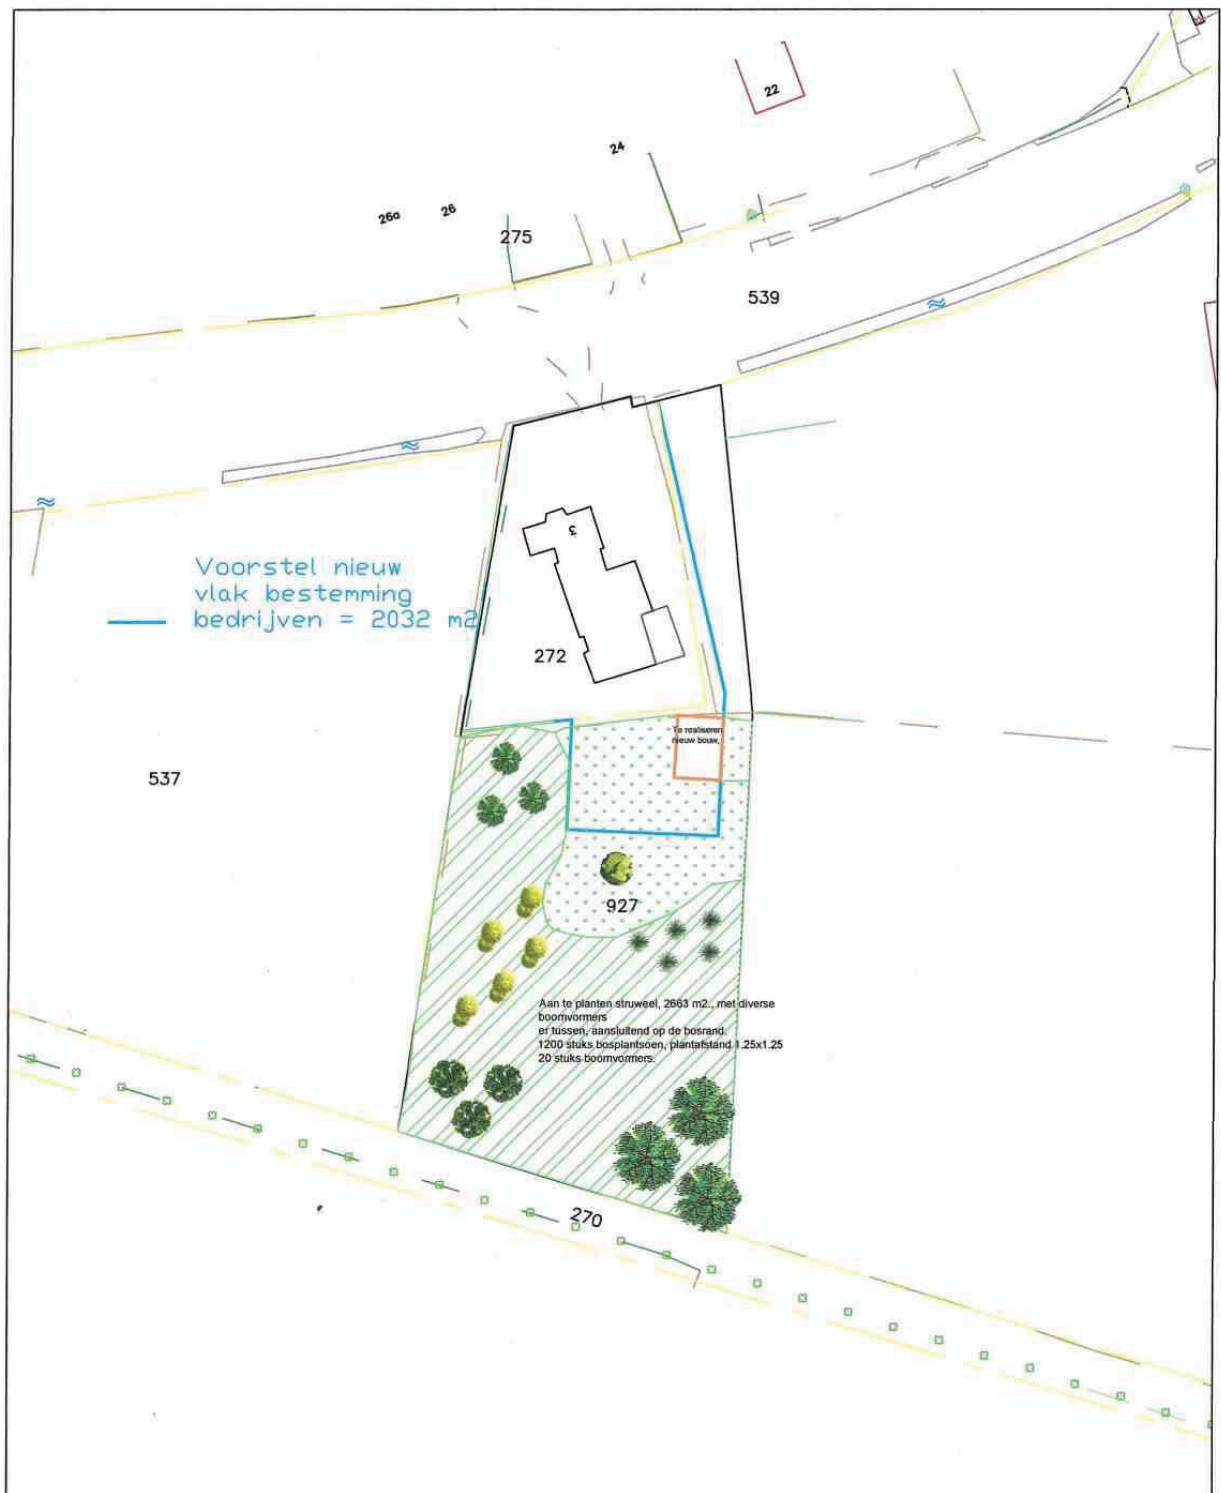 22
24
26a
26
275
539
3
Voorstel nieuw
vlak bestemming
bedrijven = 2032 m2
272
Te realiseren
nieuw bouw,
537
927
Aan te planten struweel, 2663 m2., met diverse
boomvormers
er tussen, aansluitend op de bosrand.
1200 stuks bosplantsoen, plantafstand 1.25x1.25
20 stuks boomvormers.
270